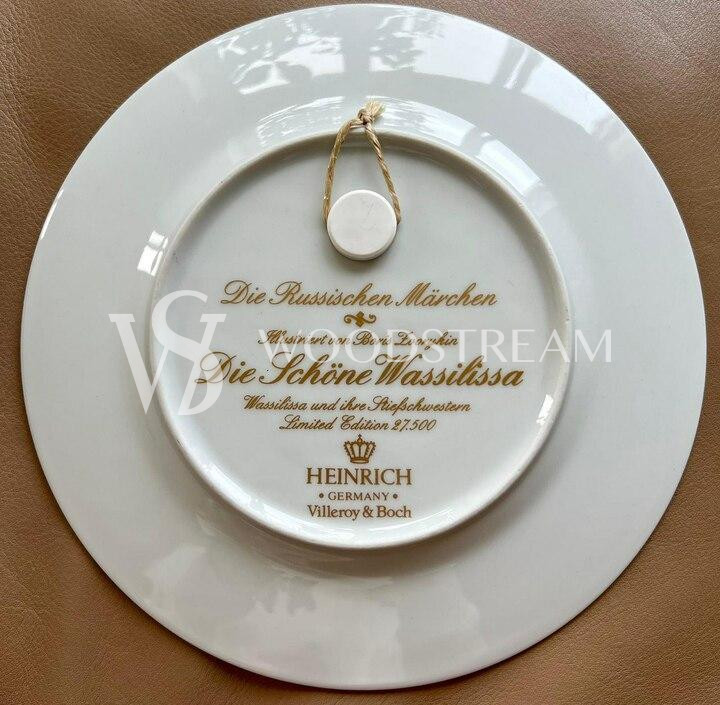 Die Russischen Märchen
Illustriert von Boris Zvorykin
WS WOODSTREAM
Die Schöne Wassilissa
Wassilissa und ihre Stiefschwestern
Limited Edition 27.500
HEINRICH
• GERMANY •
Villeroy & Boch